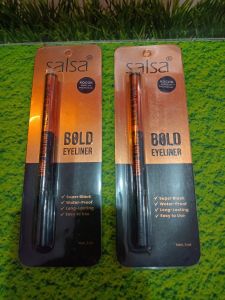 salsa
BOLD
EYELINER
✓ Super Black
✓ Water-Proof
✓ Long-Lasting
✓ Easy to Use
salsa
BOLD
EYELINER
✓ Super Black
✓ Water-Proof
✓ Long-Lasting
✓ Easy to Use